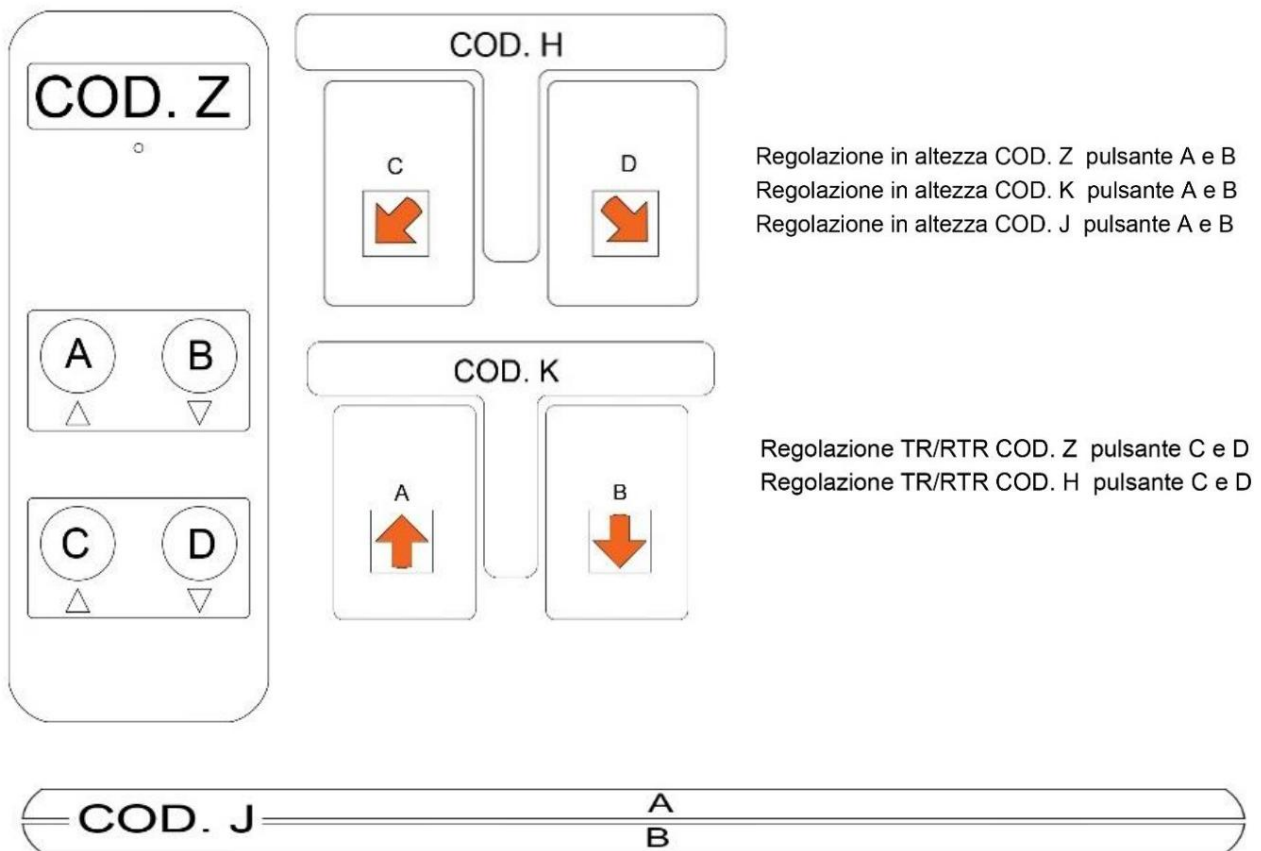 COD. Z
A B
C D
COD. H
C D
COD. K
A B
Regolazione in altezza COD. Z pulsante A e B
Regolazione in altezza COD. K pulsante A e B
Regolazione in altezza COD. J pulsante A e B
Regolazione TR/RTR COD. Z pulsante C e D
Regolazione TR/RTR COD. H pulsante C e D
COD. J
A
B